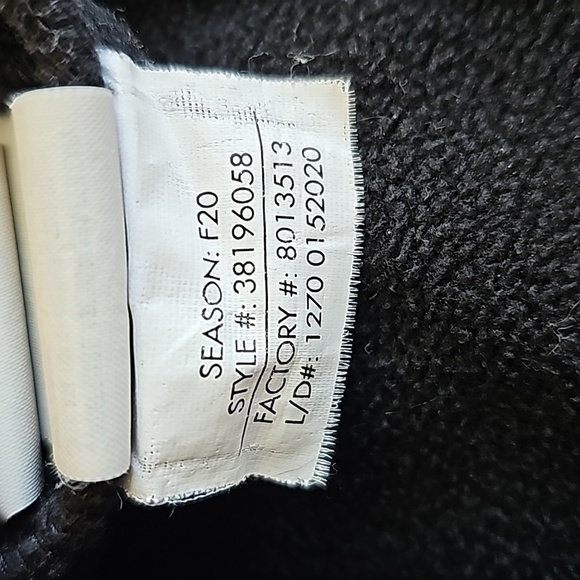 SEASON: F20
STYLE #: 38196058
FACTORY #: 8013513
L/D#: 1270 0152020